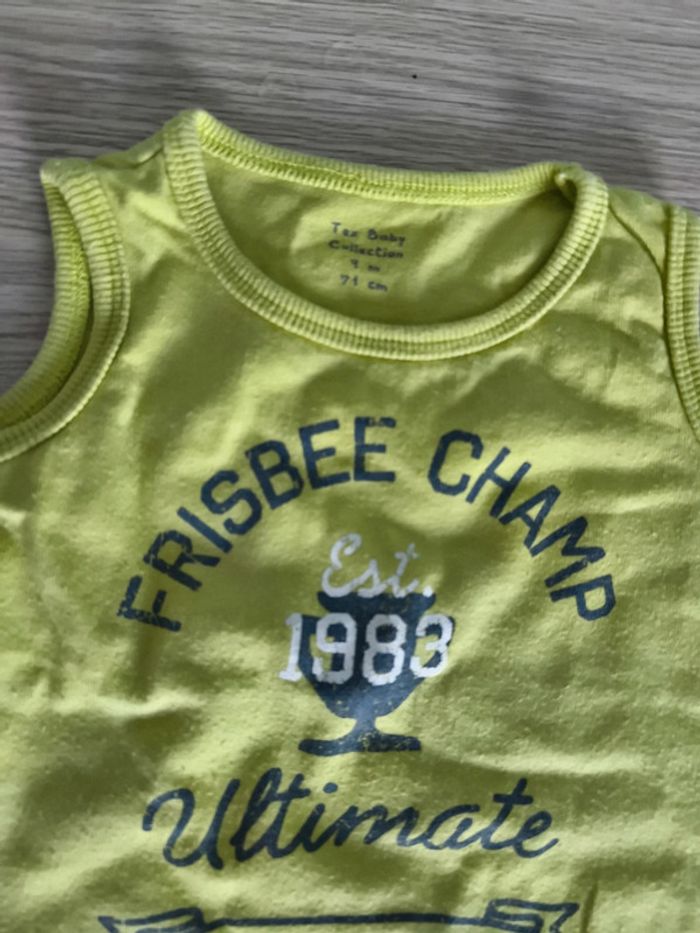 Tex Baby
Collection
9 m
71 cm
FRISBEE CHAMP
Est.
1983
Ultimate